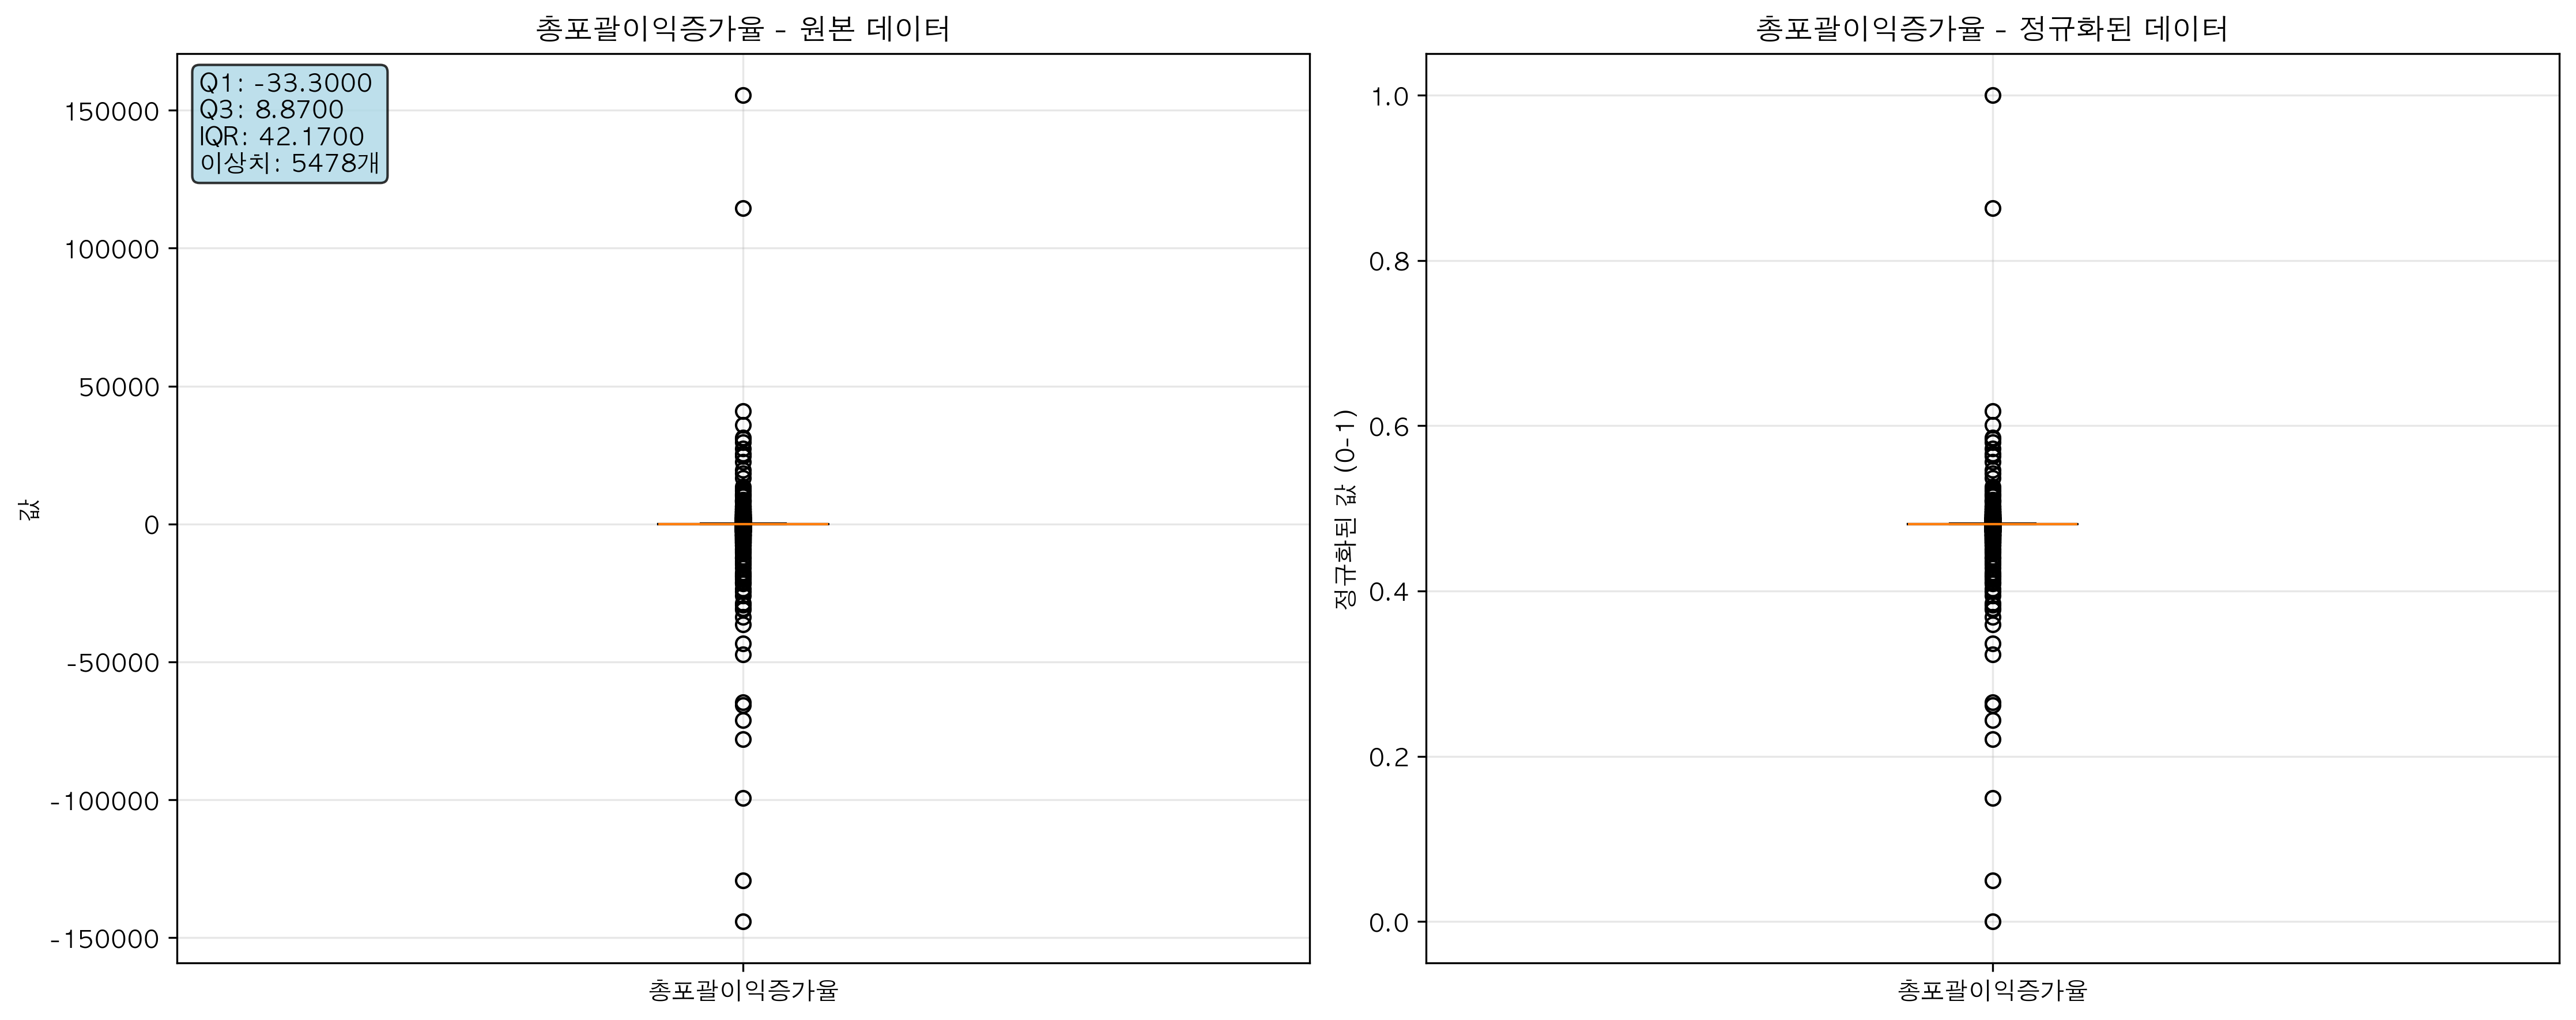 총포괄이익증가율 - 원본 데이터
Q1: -33.3000
Q3: 8.8700
IQR: 42.1700
이상치: 5478개
150000
100000
50000
0
-50000
-100000
-150000
값
총포괄이익증가율
총포괄이익증가율 - 정규화된 데이터
1.0
0.8
0.6
0.4
0.2
0.0
정규화된 값 (0-1)
총포괄이익증가율